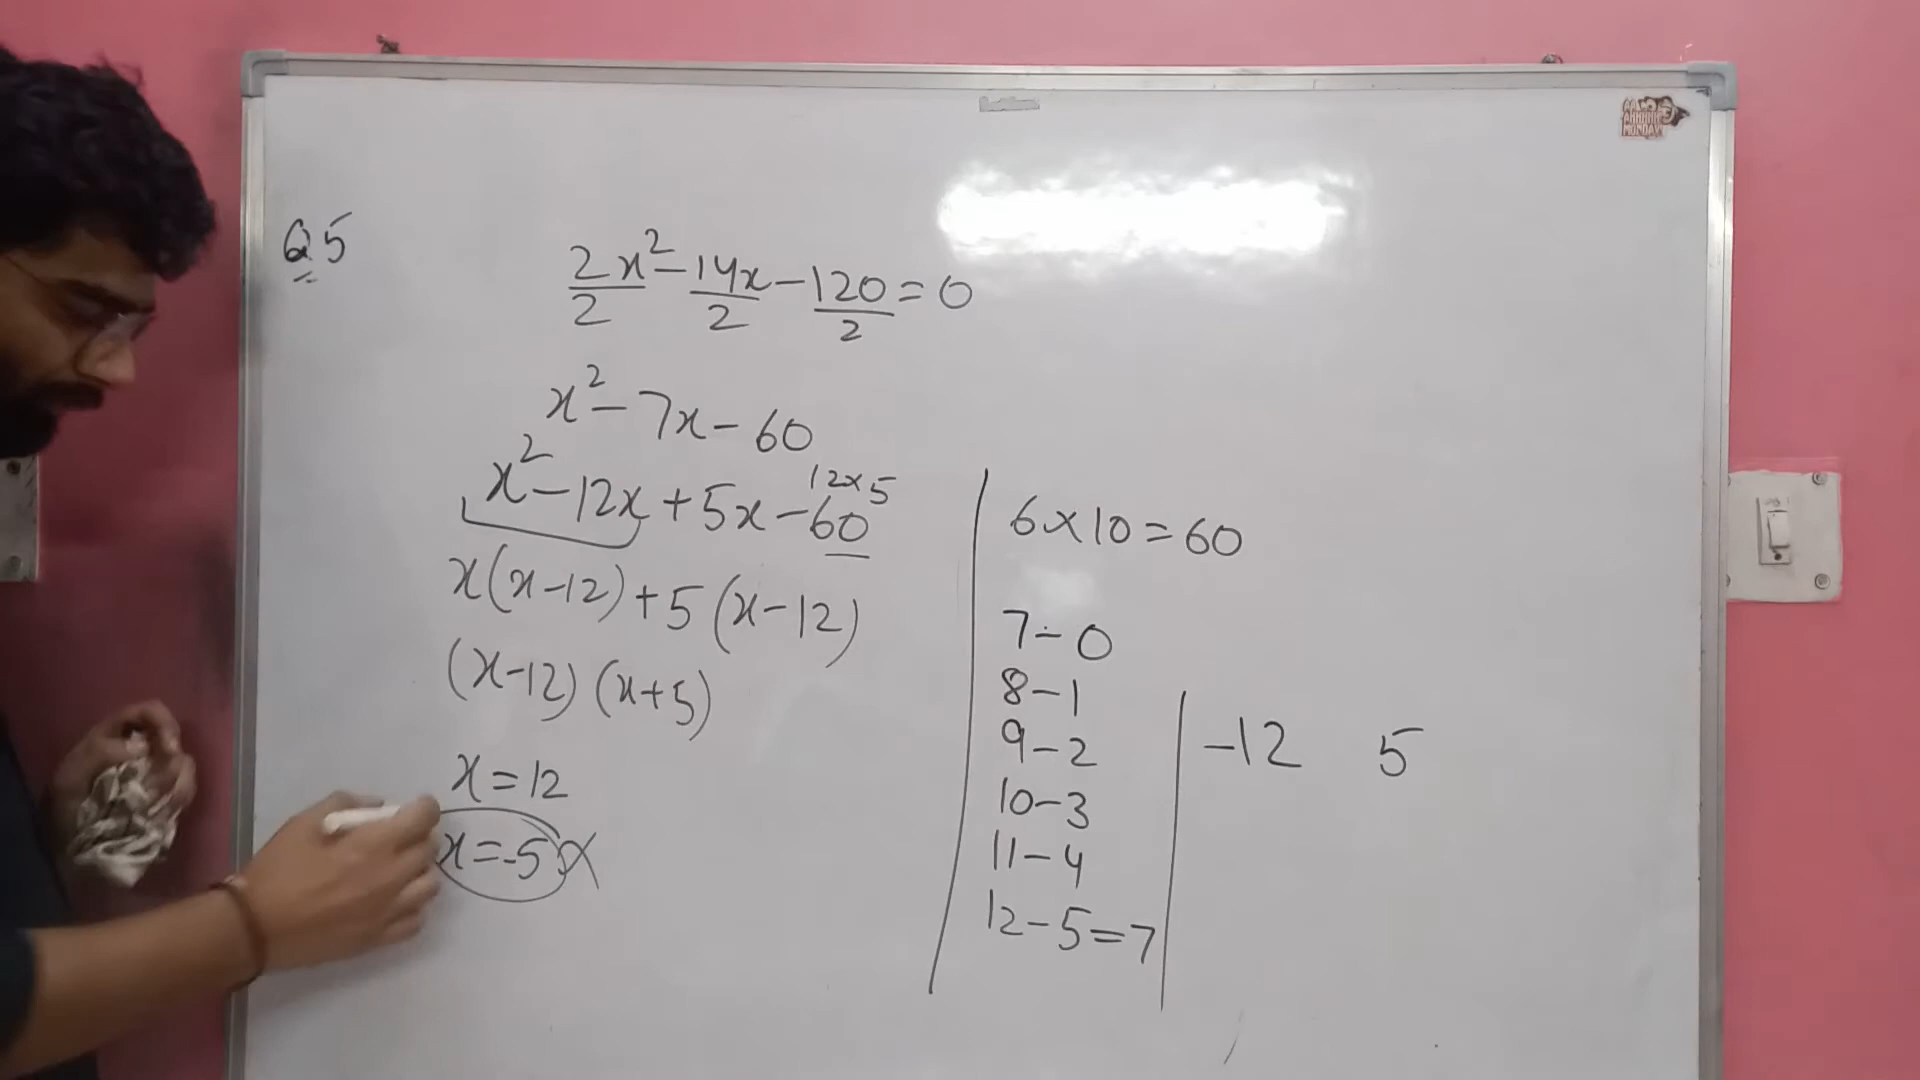 Q5
2x²/2 - 14x/2 - 120/2 = 0
x² - 7x - 60
x² - 12x + 5x - 60
12x5
x(x-12) + 5(x-12)
(x-12) (x+5)
x = 12
x = -5 X
6 x 10 = 60
7 - 0
8 - 1
9 - 2
10 - 3
11 - 4
12 - 5 = 7
-12 5
MONDAY